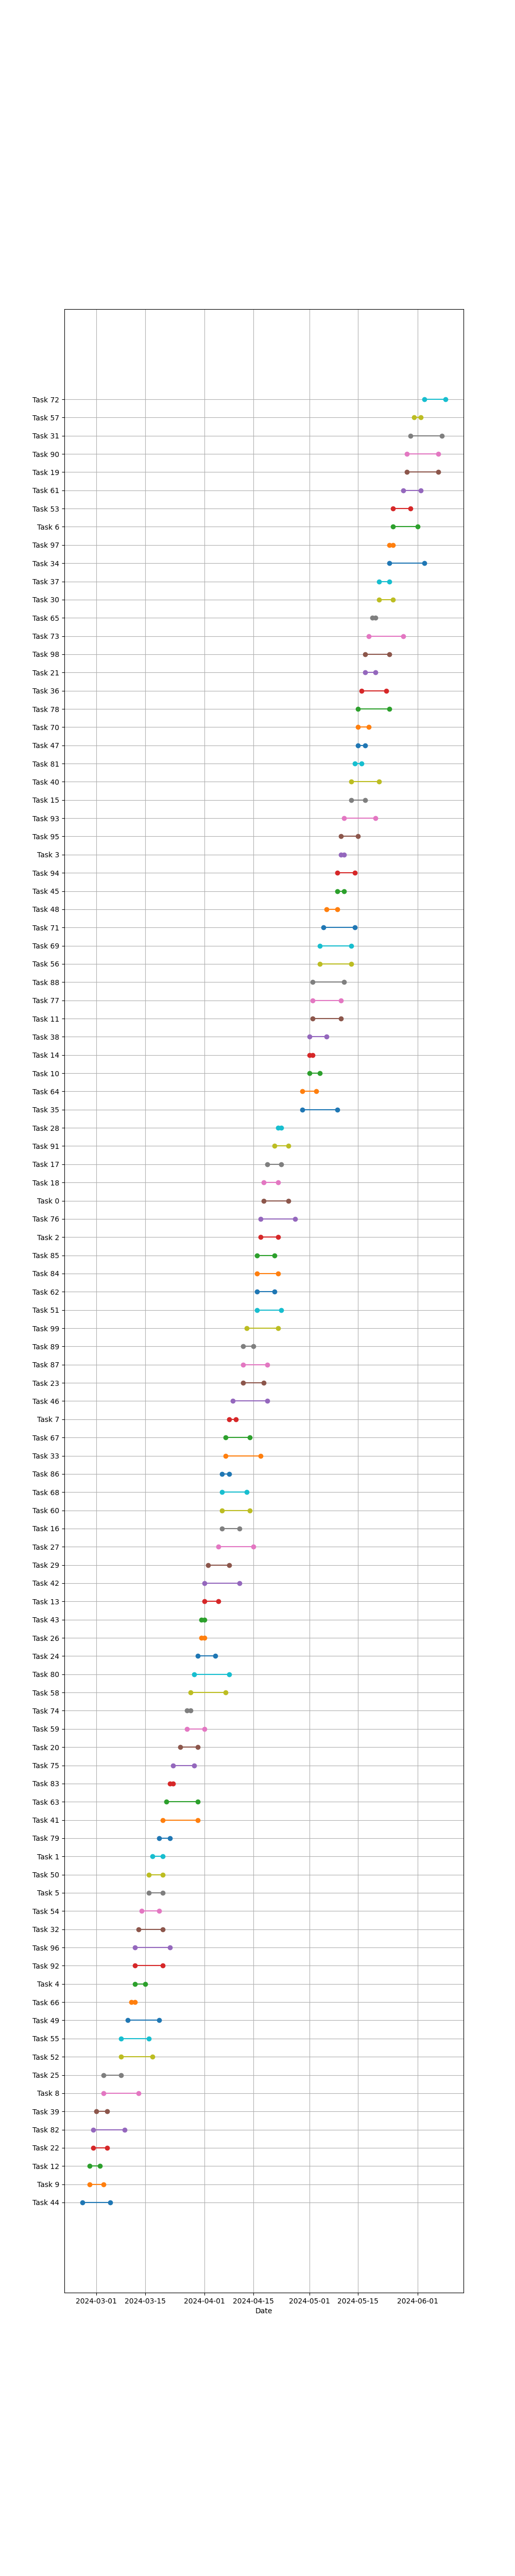 Task 72
Task 57
Task 31
Task 90
Task 19
Task 61
Task 53
Task 6
Task 97
Task 34
Task 37
Task 30
Task 65
Task 73
Task 98
Task 21
Task 36
Task 78
Task 70
Task 47
Task 81
Task 40
Task 15
Task 93
Task 95
Task 3
Task 94
Task 45
Task 48
Task 71
Task 69
Task 56
Task 88
Task 77
Task 11
Task 38
Task 14
Task 10
Task 64
Task 35
Task 28
Task 91
Task 17
Task 18
Task 0
Task 76
Task 2
Task 85
Task 84
Task 62
Task 51
Task 99
Task 89
Task 87
Task 23
Task 46
Task 7
Task 67
Task 33
Task 86
Task 68
Task 60
Task 16
Task 27
Task 29
Task 42
Task 13
Task 43
Task 26
Task 24
Task 80
Task 58
Task 74
Task 59
Task 20
Task 75
Task 83
Task 63
Task 41
Task 79
Task 1
Task 50
Task 5
Task 54
Task 32
Task 96
Task 92
Task 4
Task 66
Task 49
Task 55
Task 52
Task 25
Task 8
Task 39
Task 82
Task 22
Task 12
Task 9
Task 44
2024-03-01 2024-03-15 2024-04-01 2024-04-15 2024-05-01 2024-05-15 2024-06-01
Date